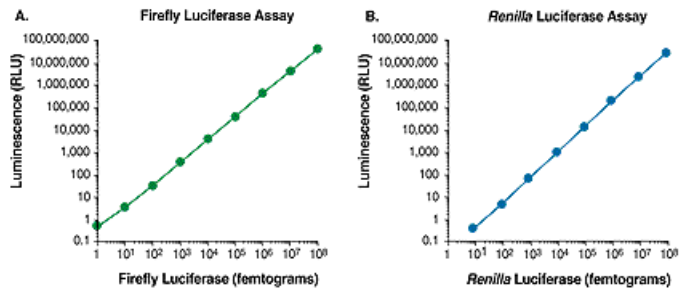 A. Firefly Luciferase Assay
Luminescence (RLU)
100,000,000
10,000,000
1,000,000
100,000
10,000
1,000
100
10
1
0.1
1 10¹ 10² 10³ 10⁴ 10⁵ 10⁶ 10⁷ 10⁸
Firefly Luciferase (femtograms)
B. Renilla Luciferase Assay
Luminescence (RLU)
100,000,000
10,000,000
1,000,000
100,000
10,000
1,000
100
10
1
0.1
1 10¹ 10² 10³ 10⁴ 10⁵ 10⁶ 10⁷ 10⁸
Renilla Luciferase (femtograms)